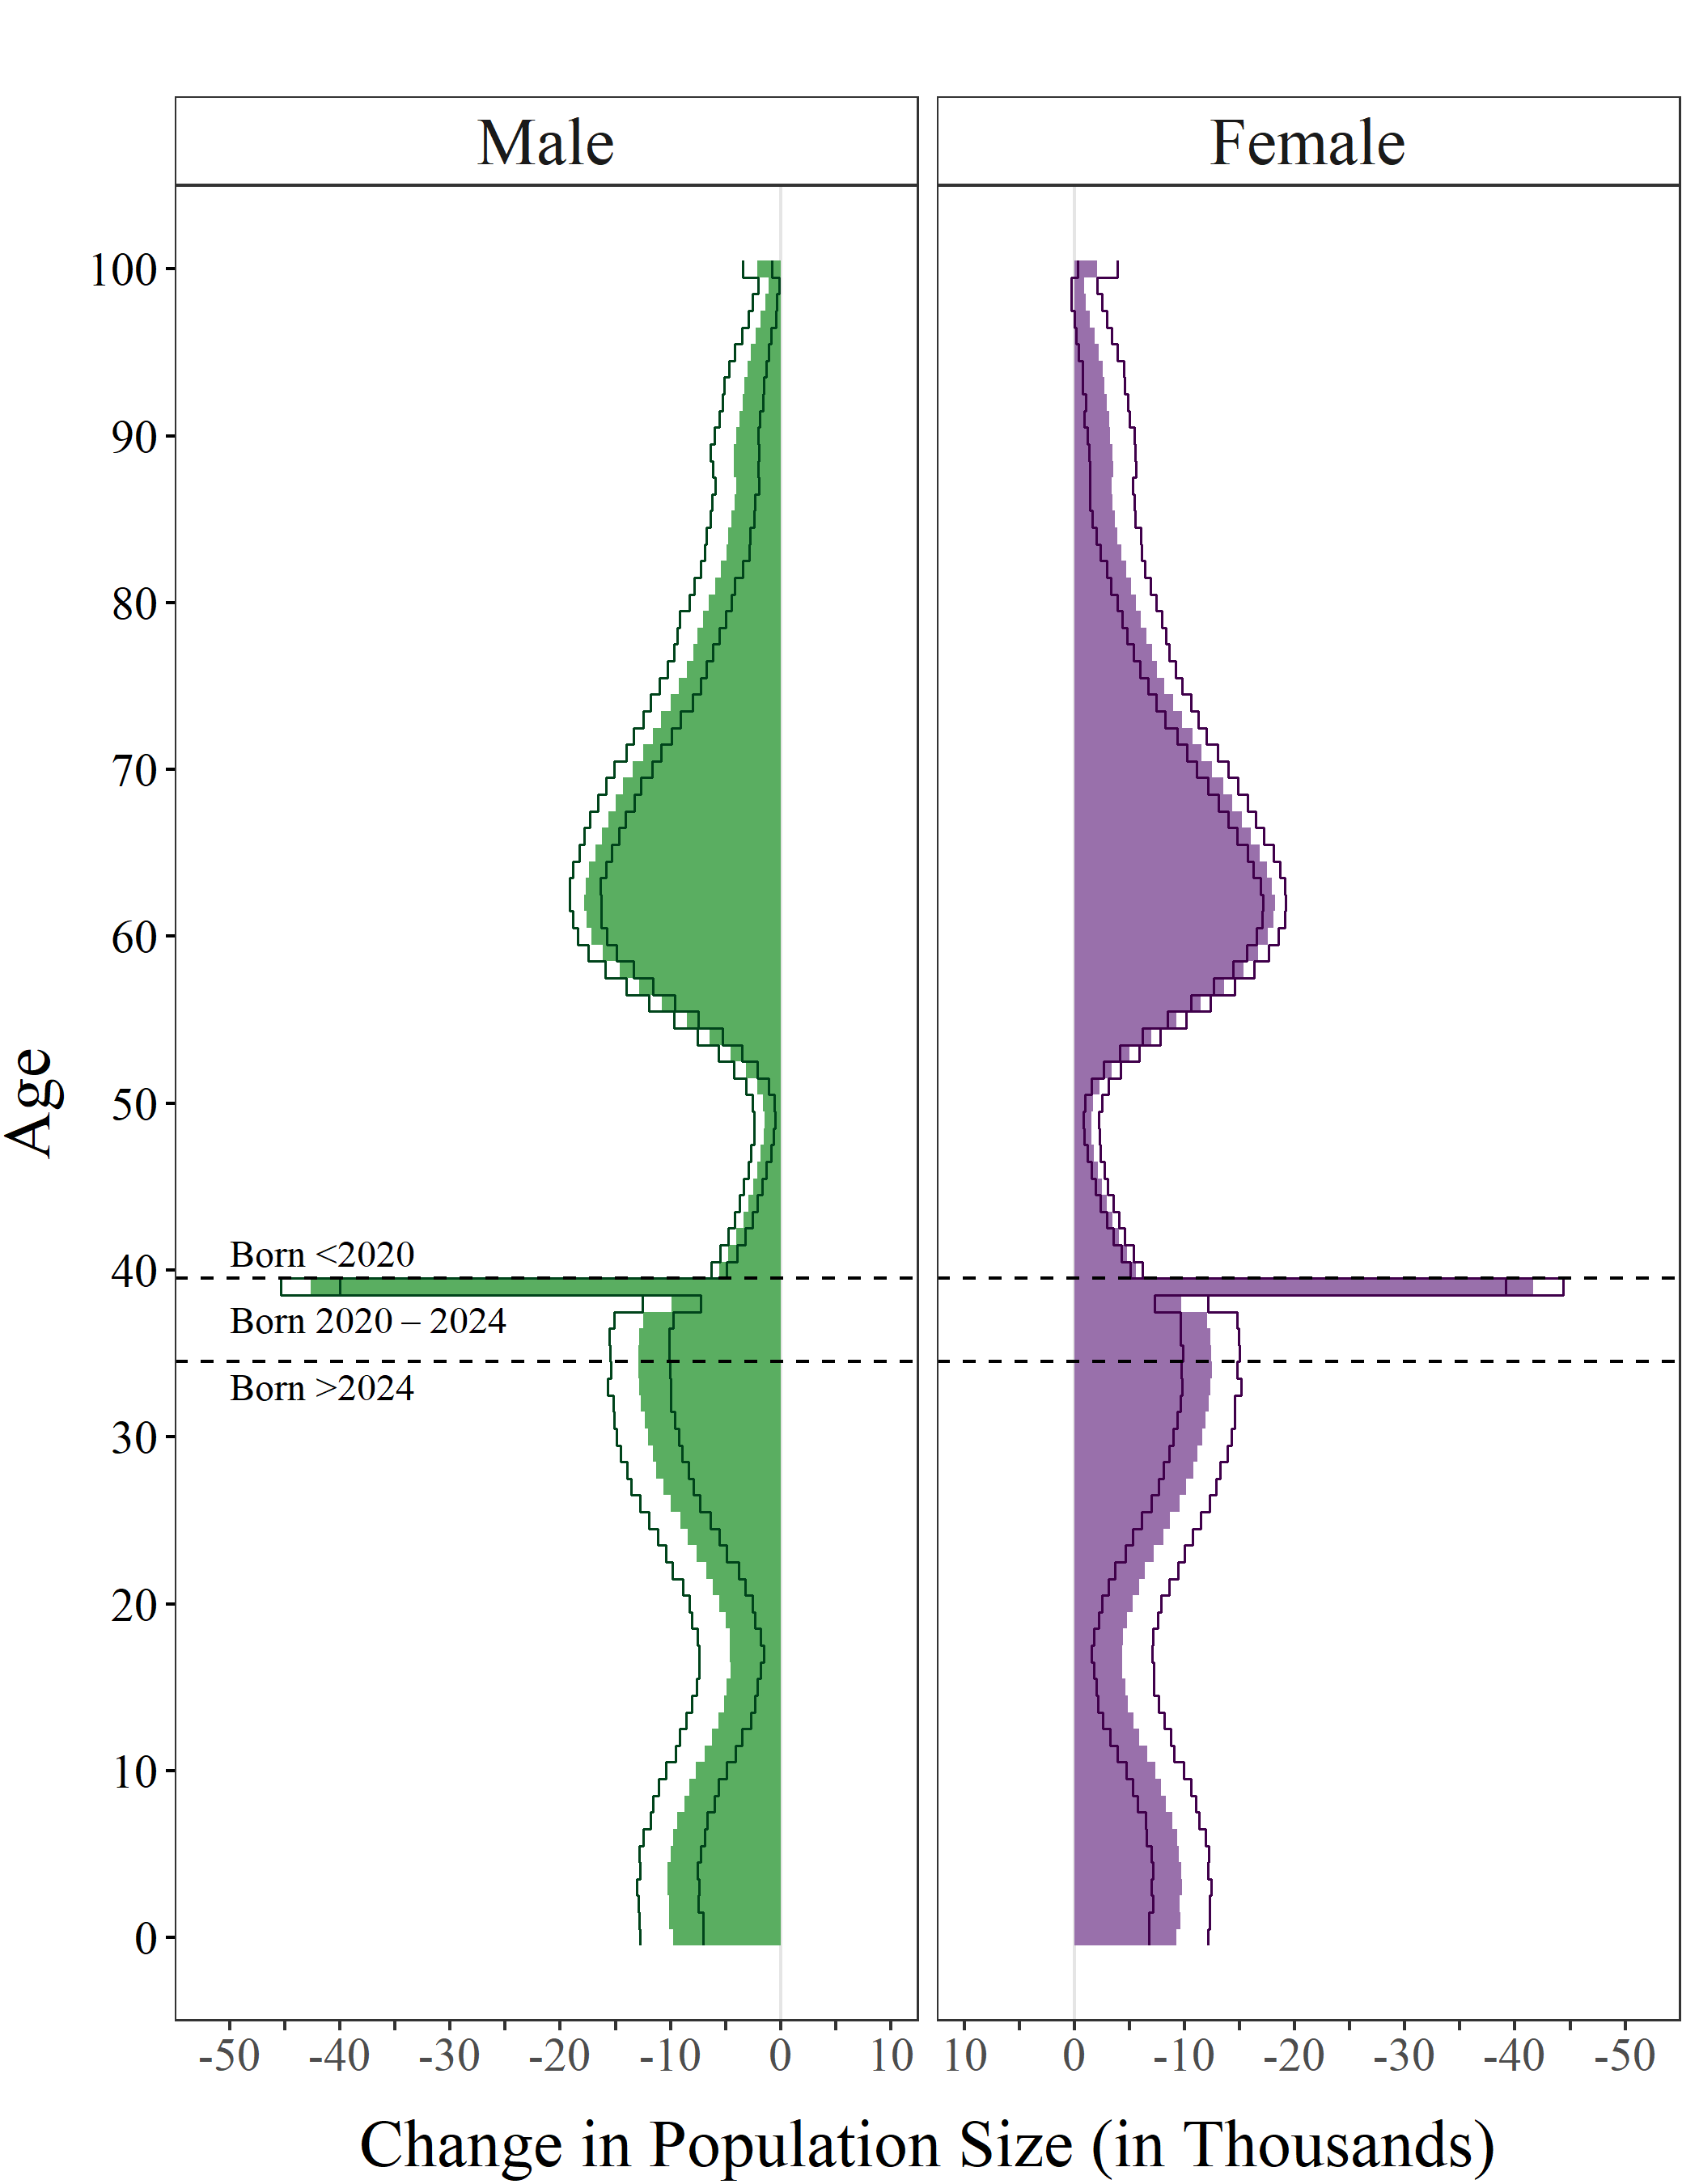 Male
Female
100
90
80
70
60
50
40
30
20
10
0
Age
Born <2020
Born 2020 – 2024
Born >2024
-50 -40 -30 -20 -10 0 10
10 0 -10 -20 -30 -40 -50
Change in Population Size (in Thousands)